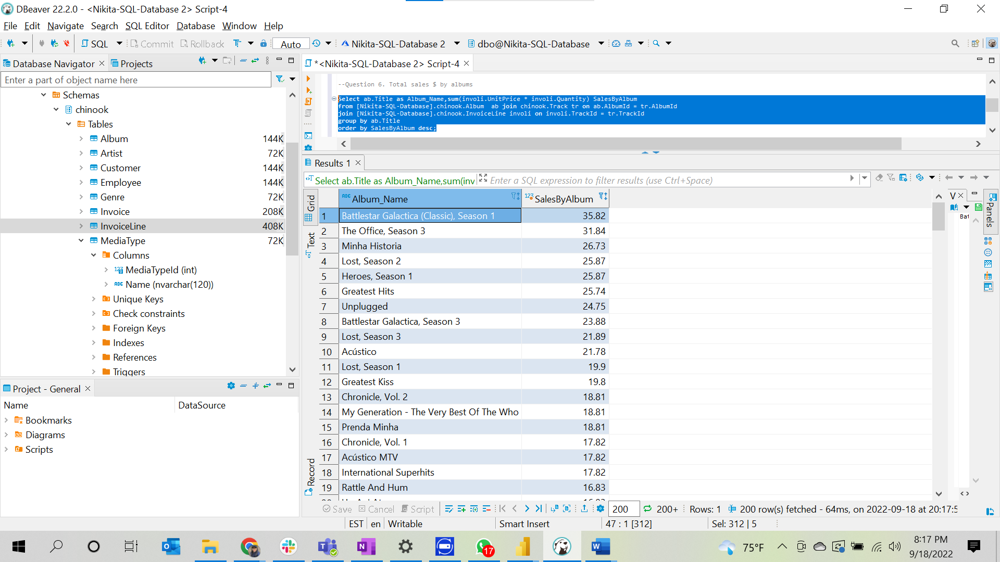 DBeaver 22.2.0 - <Nikita-SQL-Database 2> Script-4
File Edit Navigate Search SQL Editor Database Window Help
SQL Commit Rollback Auto Nikita-SQL-Database 2 dbo@Nikita-SQL-Database
Database Navigator Projects
Enter a part of object name here
Schemas
chinook
Tables
Album 144K
Artist 72K
Customer 144K
Employee 144K
Genre 72K
Invoice 208K
InvoiceLine 408K
MediaType 72K
Columns
MediaTypeId (int)
Name (nvarchar(120))
Unique Keys
Check constraints
Foreign Keys
Indexes
References
Triggers
Project - General
Name DataSource
Bookmarks
Diagrams
Scripts
*<Nikita-SQL-Database 2> Script-4
--Question 6. Total sales $ by albums
Select ab.Title as Album_Name,sum(involi.UnitPrice * involi.Quantity) SalesByAlbum
from [Nikita-SQL-Database].chinook.Album  ab join chinook.Track tr on ab.AlbumId = tr.AlbumId
join [Nikita-SQL-Database].chinook.InvoiceLine involi on involi.TrackId = tr.TrackId
group by ab.Title
order by SalesByAlbum desc;
Results 1
Select ab.Title as Album_Name,sum(inv Enter a SQL expression to filter results (use Ctrl+Space)
Grid
Text
Record
Album_Name SalesByAlbum
1 Battlestar Galactica (Classic), Season 1 35.82
2 The Office, Season 3 31.84
3 Minha Historia 26.73
4 Lost, Season 2 25.87
5 Heroes, Season 1 25.87
6 Greatest Hits 25.74
7 Unplugged 24.75
8 Battlestar Galactica, Season 3 23.88
9 Lost, Season 3 21.89
10 Acústico 21.78
11 Lost, Season 1 19.9
12 Greatest Kiss 19.8
13 Chronicle, Vol. 2 18.81
14 My Generation - The Very Best Of The Who 18.81
15 Prenda Minha 18.81
16 Chronicle, Vol. 1 17.82
17 Acústico MTV 17.82
18 International Superhits 17.82
19 Rattle And Hum 16.83
V
Bat
Panels
Save Cancel Script 200 200+ Rows: 1 200 row(s) fetched - 64ms, on 2022-09-18 at 20:17:5
EST en Writable Smart Insert 47 : 1 [312] Sel: 312 | 5
17 75°F 8:17 PM
9/18/2022